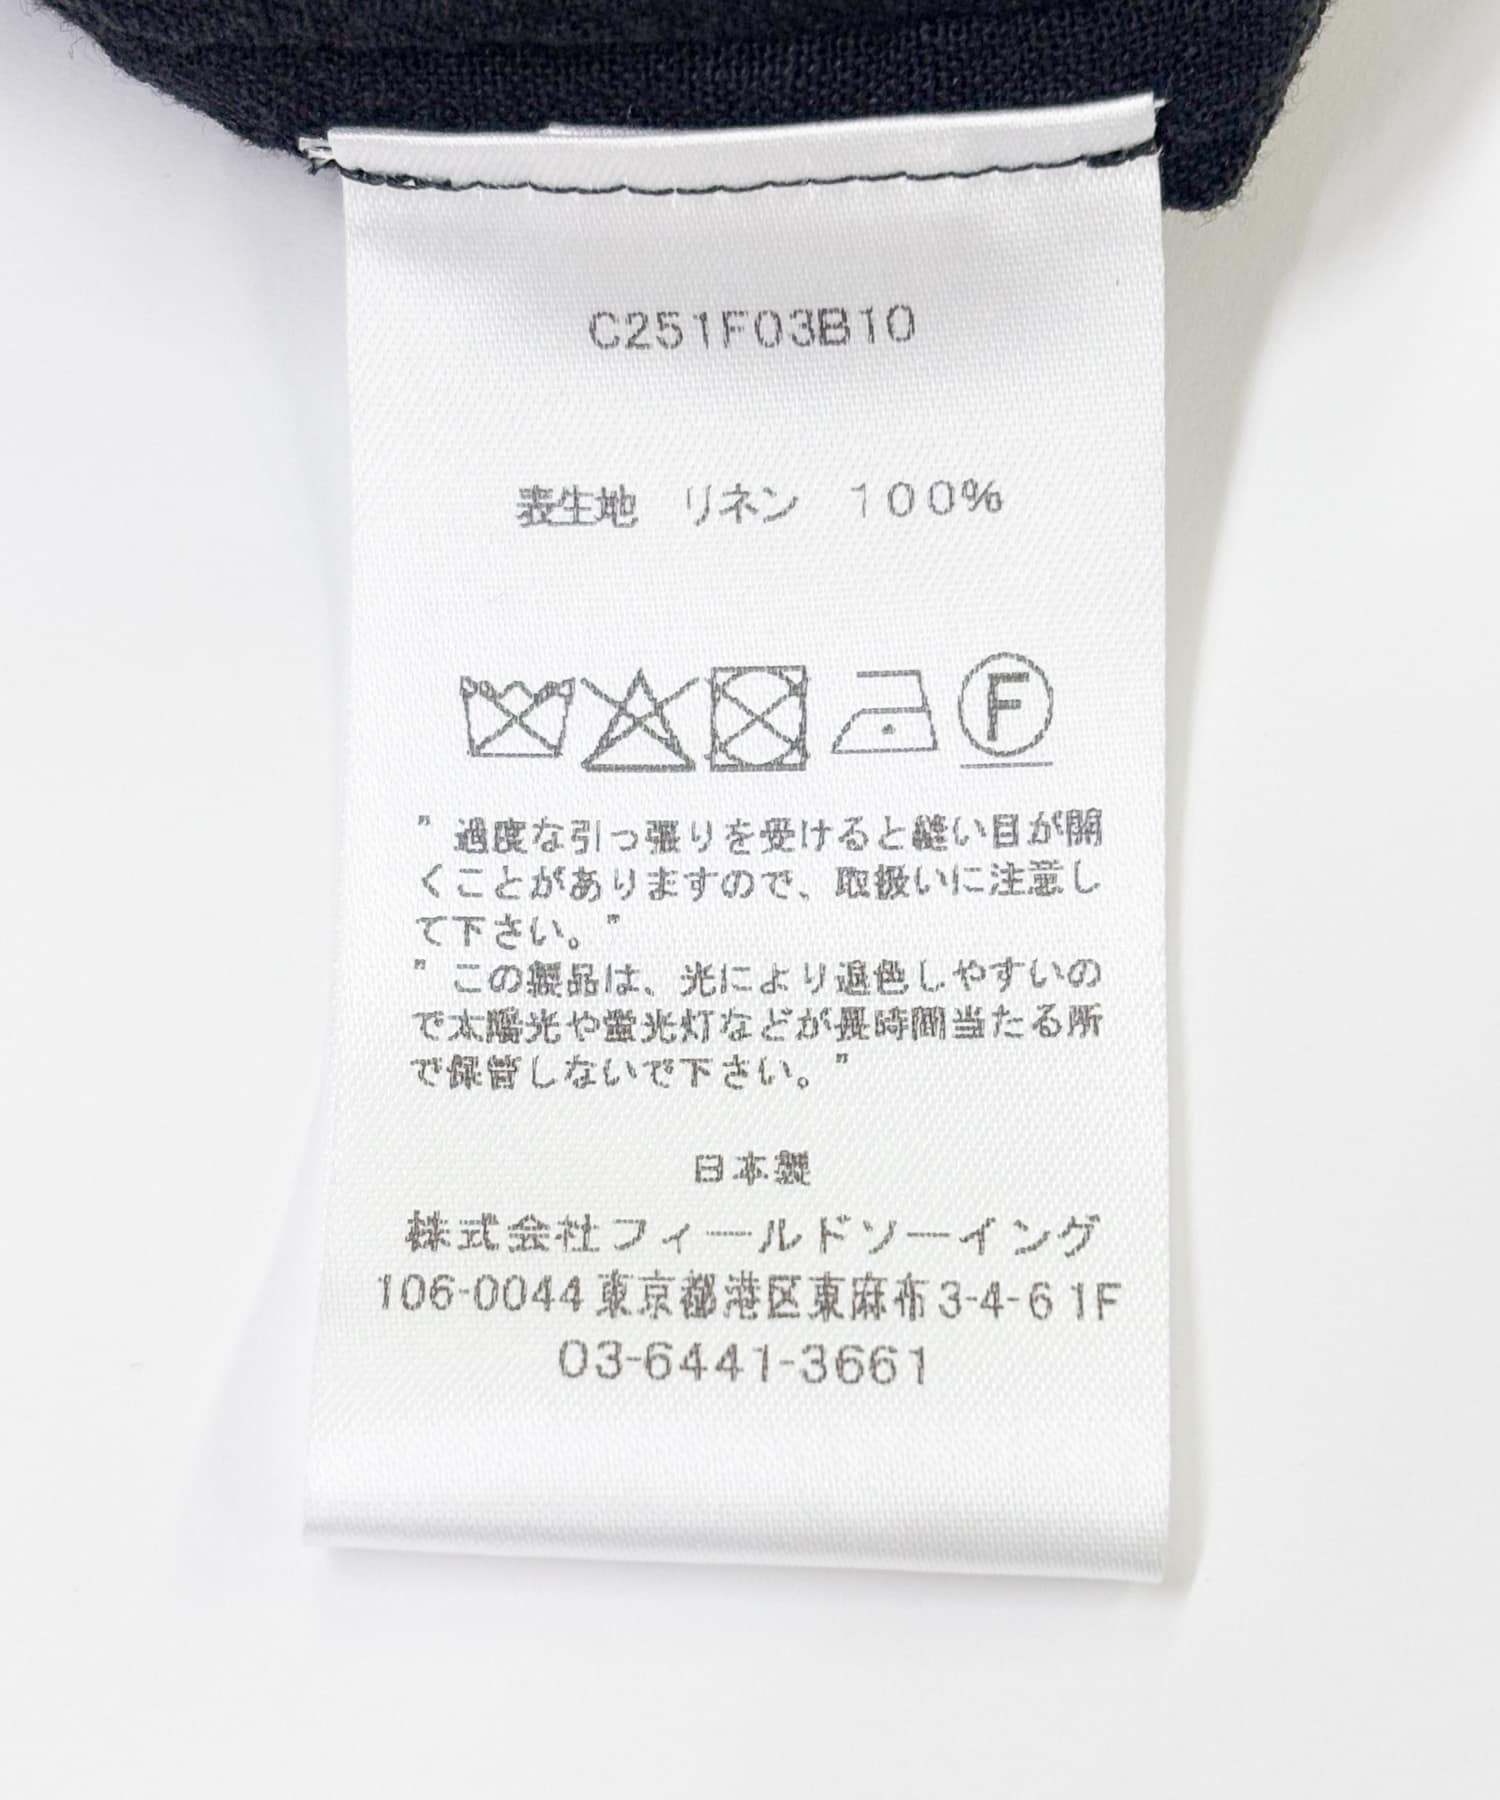 C251F03B10
表生地　リネン　100%
F
” 過度な引っ張りを受けると縫い目が開
くことがありますので、取扱いに注意し
て下さい。”
” この製品は、光により退色しやすいの
で太陽光や蛍光灯などが長時間当たる所
で保管しないで下さい。”
日本製
株式会社フィールドソーイング
106-0044東京都港区東麻布3-4-6 1F
03-6441-3661